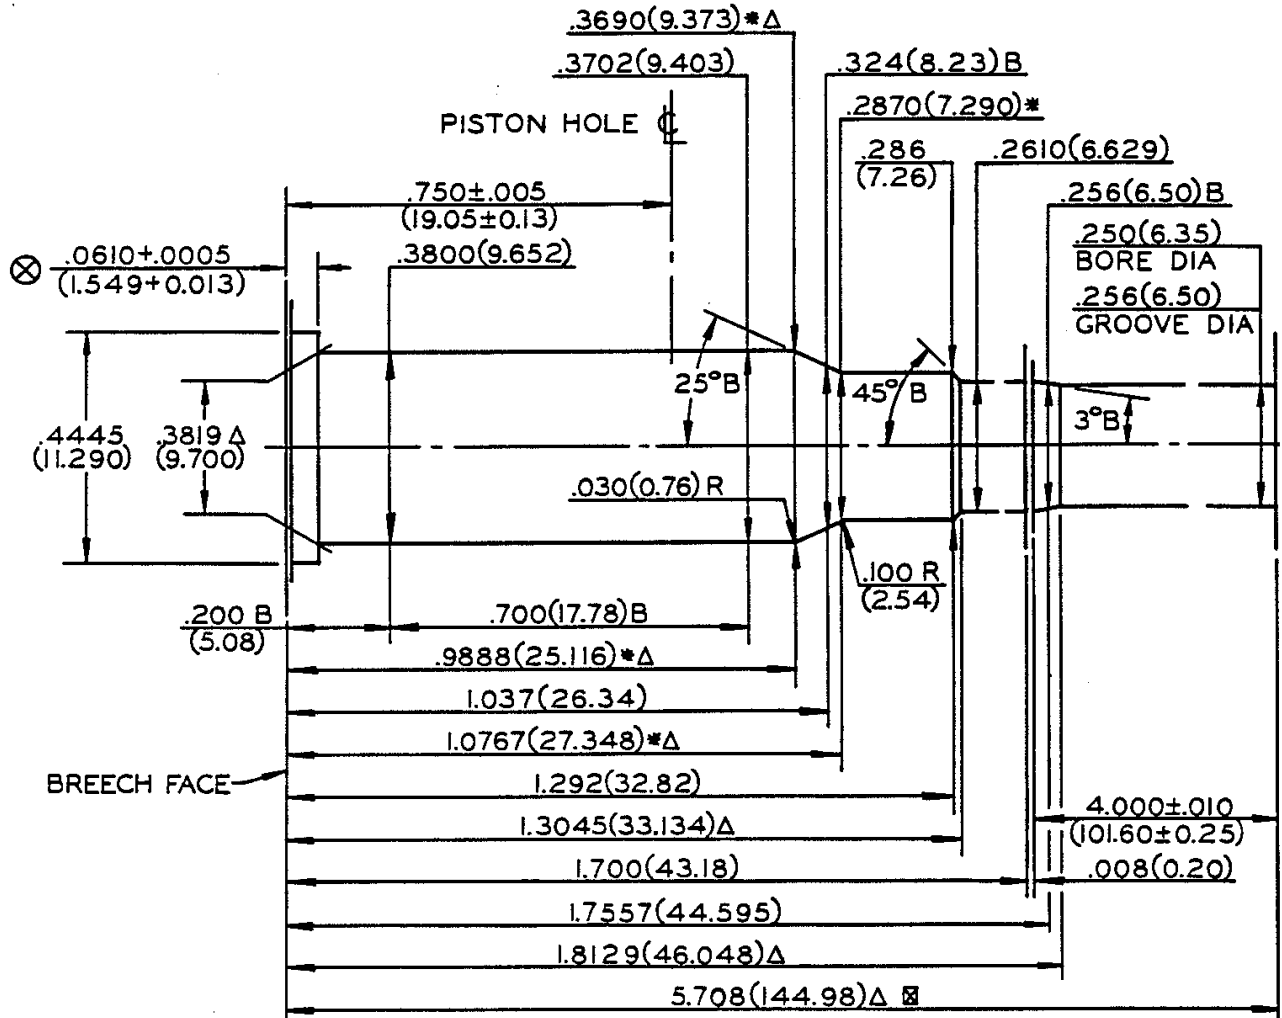 .3690(9.373)*Δ
.3702(9.403)
.324(8.23)B
.2870(7.290)*
PISTON HOLE ℄
.286
(7.26)
.2610(6.629)
.750±.005
(19.05±0.13)
.256(6.50)B
⊗ .0610+.0005
(1.549+0.013)
.3800(9.652)
.250(6.35)
BORE DIA
.256(6.50)
GROOVE DIA
25°B
45°B
3°B
.4445
(11.290)
.3819 Δ
(9.700)
.030(0.76) R
.100 R
(2.54)
.200 B
(5.08)
.700(17.78)B
.9888(25.116)*Δ
1.037(26.34)
1.0767(27.348)*Δ
BREECH FACE
1.292(32.82)
4.000±.010
(101.60±0.25)
1.3045(33.134)Δ
1.700(43.18)
.008(0.20)
1.7557(44.595)
1.8129(46.048)Δ
5.708(144.98)Δ ⊠